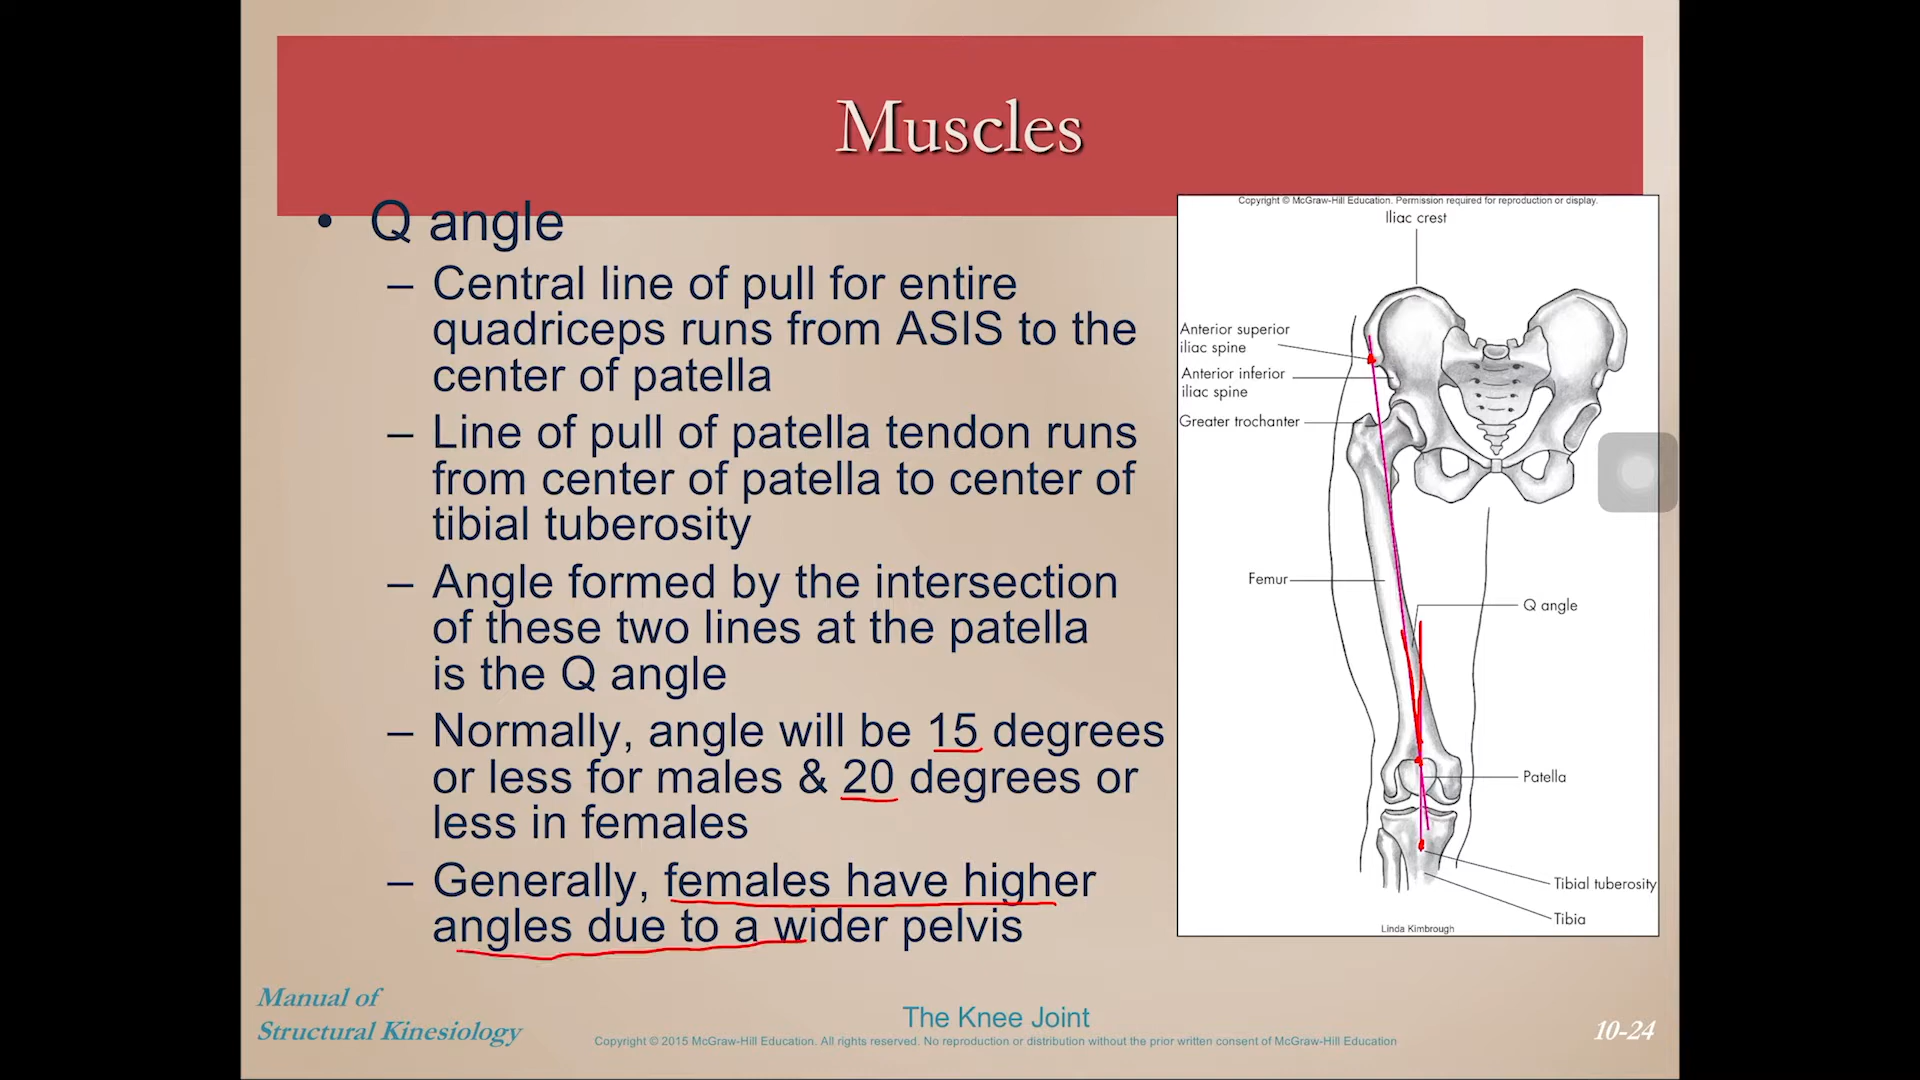 Muscles
• Q angle
– Central line of pull for entire
quadriceps runs from ASIS to the
center of patella
– Line of pull of patella tendon runs
from center of patella to center of
tibial tuberosity
– Angle formed by the intersection
of these two lines at the patella
is the Q angle
– Normally, angle will be 15 degrees
or less for males & 20 degrees or
less in females
– Generally, females have higher
angles due to a wider pelvis
Copyright © McGraw-Hill Education. Permission required for reproduction or display.
Iliac crest
Anterior superior
iliac spine
Anterior inferior
iliac spine
Greater trochanter
Femur
Q angle
Patella
Tibial tuberosity
Tibia
Linda Kimbrough
Manual of
Structural Kinesiology
The Knee Joint
Copyright © 2015 McGraw-Hill Education. All rights reserved. No reproduction or distribution without the prior written consent of McGraw-Hill Education
10-24